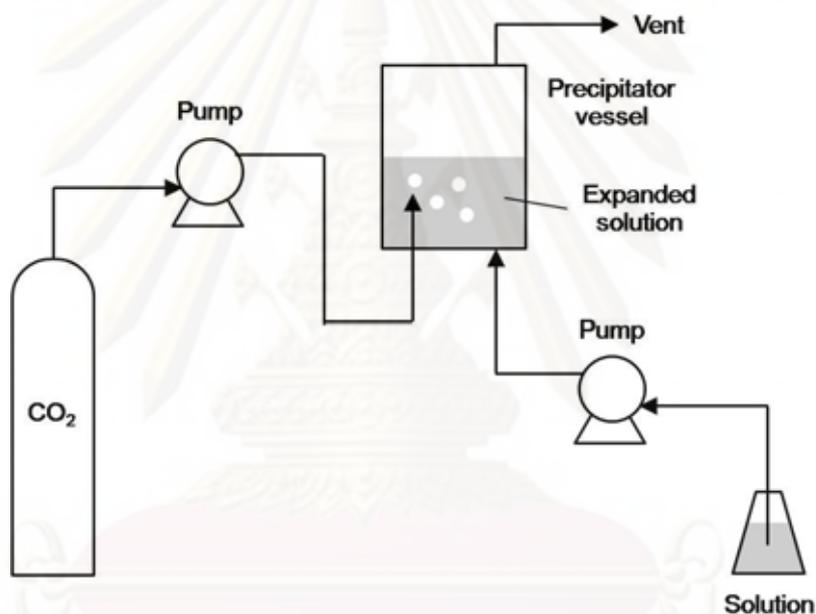 Vent
Precipitator
vessel
Pump
Expanded
solution
Pump
CO₂
Solution